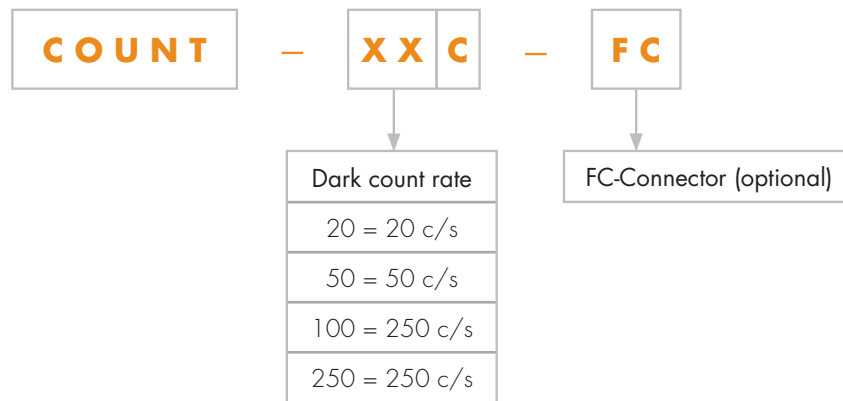 COUNT – XXC – FC
Dark count rate
FC-Connector (optional)
20 = 20 c/s
50 = 50 c/s
100 = 250 c/s
250 = 250 c/s